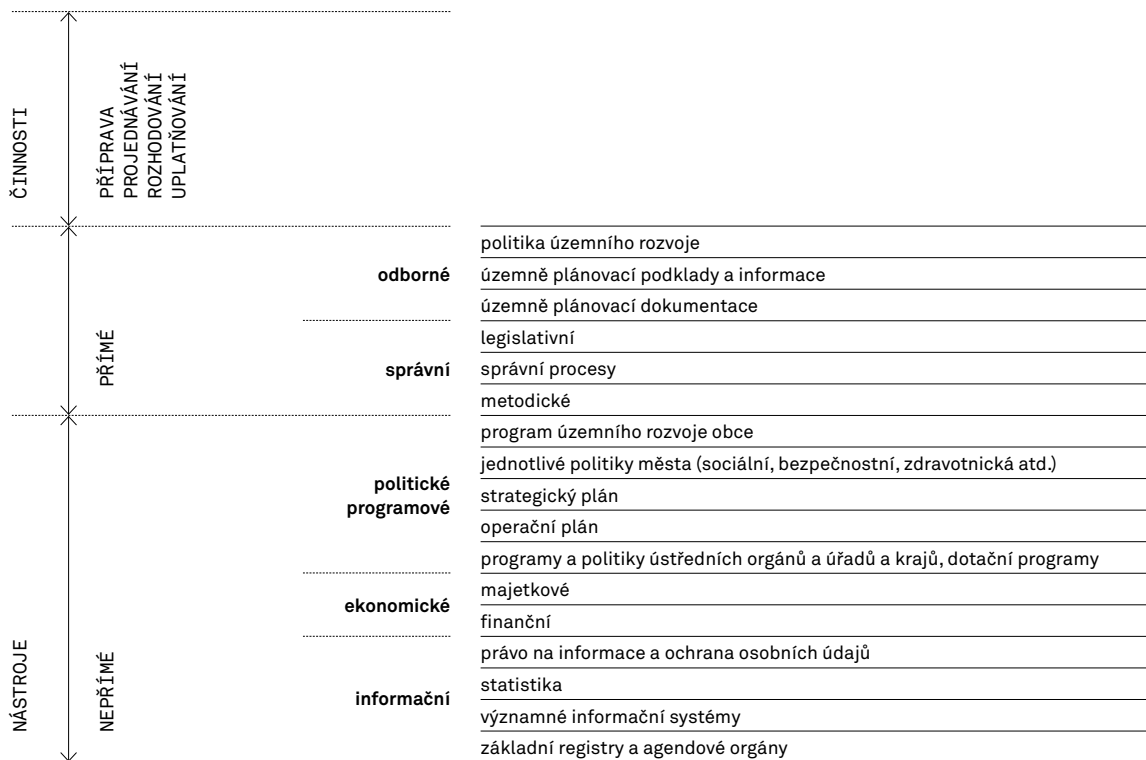 ČINNOSTI
PŘÍPRAVA
PROJEDNÁVÁNÍ
ROZHODOVÁNÍ
UPLATŇOVÁNÍ
NÁSTROJE
PŘÍMÉ
odborné
politika územního rozvoje
územně plánovací podklady a informace
územně plánovací dokumentace
správní
legislativní
správní procesy
metodické
NEPŘÍMÉ
politické
programové
program územního rozvoje obce
jednotlivé politiky města (sociální, bezpečnostní, zdravotnická atd.)
strategický plán
operační plán
programy a politiky ústředních orgánů a úřadů a krajů, dotační programy
ekonomické
majetkové
finanční
informační
právo na informace a ochrana osobních údajů
statistika
významné informační systémy
základní registry a agendové orgány